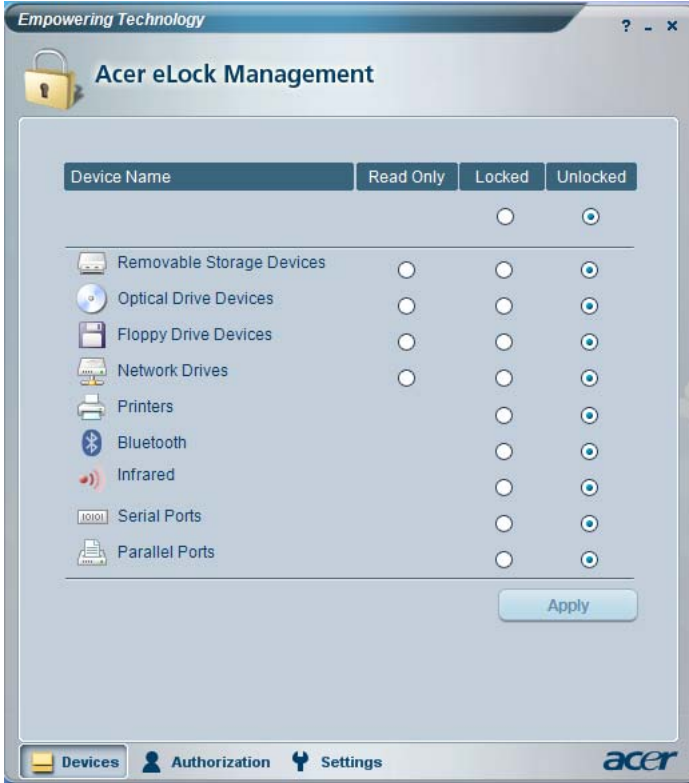 Empowering Technology
? - ×
Acer eLock Management
Device Name Read Only Locked Unlocked
Removable Storage Devices
Optical Drive Devices
Floppy Drive Devices
Network Drives
Printers
Bluetooth
Infrared
10101 Serial Ports
Parallel Ports
Apply
Devices Authorization Settings acer